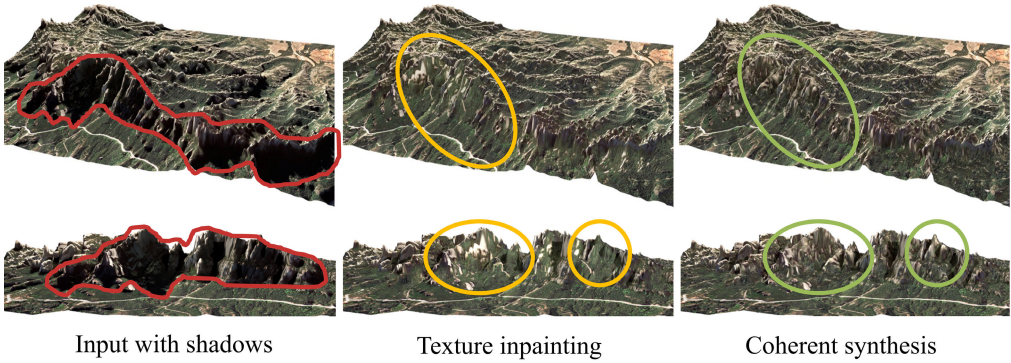 Input with shadows
Texture inpainting
Coherent synthesis